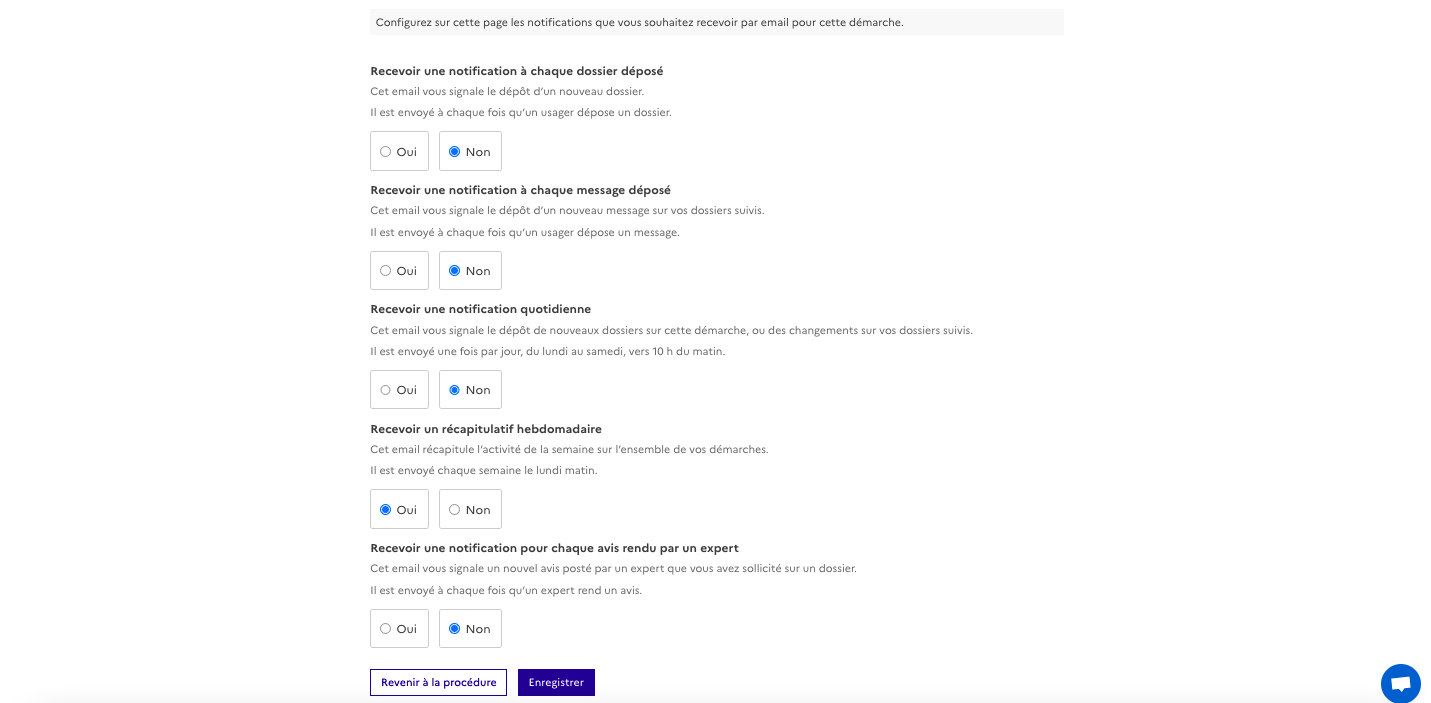 Configurez sur cette page les notifications que vous souhaitez recevoir par email pour cette démarche.
Recevoir une notification à chaque dossier déposé
Cet email vous signale le dépôt d’un nouveau dossier.
Il est envoyé à chaque fois qu’un usager dépose un dossier.
Oui Non
Recevoir une notification à chaque message déposé
Cet email vous signale le dépôt d’un nouveau message sur vos dossiers suivis.
Il est envoyé à chaque fois qu’un usager dépose un message.
Oui Non
Recevoir une notification quotidienne
Cet email vous signale le dépôt de nouveaux dossiers sur cette démarche, ou des changements sur vos dossiers suivis.
Il est envoyé une fois par jour, du lundi au samedi, vers 10 h du matin.
Oui Non
Recevoir un récapitulatif hebdomadaire
Cet email récapitule l’activité de la semaine sur l’ensemble de vos démarches.
Il est envoyé chaque semaine le lundi matin.
Oui Non
Recevoir une notification pour chaque avis rendu par un expert
Cet email vous signale un nouvel avis posté par un expert que vous avez sollicité sur un dossier.
Il est envoyé à chaque fois qu’un expert rend un avis.
Oui Non
Revenir à la procédure Enregistrer